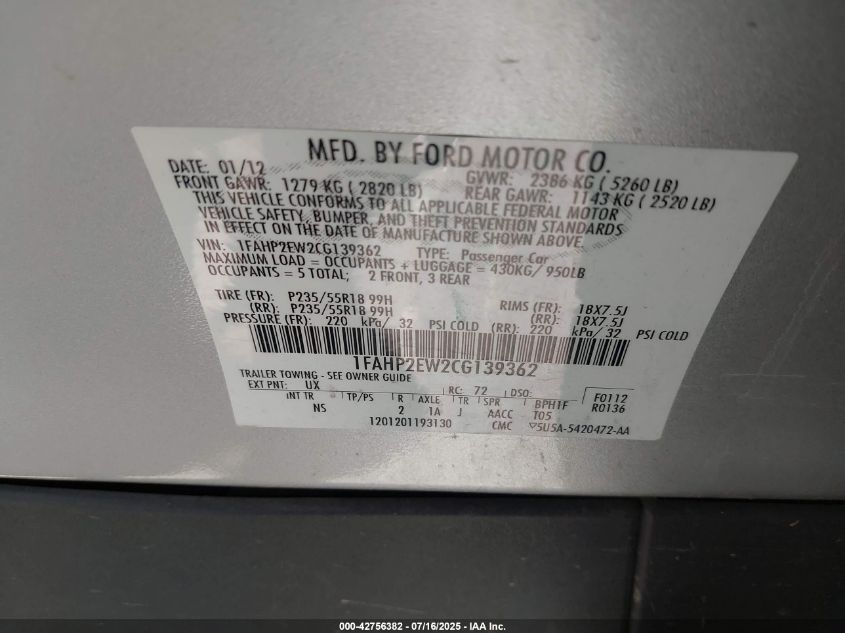 MFD. BY FORD MOTOR CO.
DATE: 01/12 GVWR: 2386 KG ( 5260 LB)
FRONT GAWR: 1279 KG ( 2820 LB) REAR GAWR: 1143 KG ( 2520 LB)
THIS VEHICLE CONFORMS TO ALL APPLICABLE FEDERAL MOTOR
VEHICLE SAFETY, BUMPER, AND THEFT PREVENTION STANDARDS
IN EFFECT ON THE DATE OF MANUFACTURE SHOWN ABOVE.
VIN: 1FAHP2EW2CG139362 TYPE: Passenger Car
MAXIMUM LOAD = OCCUPANTS + LUGGAGE = 430KG/ 950LB
OCCUPANTS = 5 TOTAL; 2 FRONT, 3 REAR
TIRE (FR): P235/55R18 99H RIMS (FR): 18X7.5J
(RR): P235/55R18 99H (RR): 18X7.5J
PRESSURE (FR): 220 kPa/ 32 PSI COLD (RR): 220 kPa/ 32 PSI COLD
1FAHP2EW2CG139362
TRAILER TOWING - SEE OWNER GUIDE
EXT PNT: UX RC: 72 DSO: F0112
INT TR TP/PS R AXLE TR SPR BPH1F R0136
NS 2 1A J AACC T05
1201201193130 CMC 5U5A-5420472-AA
000-42756382 - 07/16/2025 - IAA Inc.